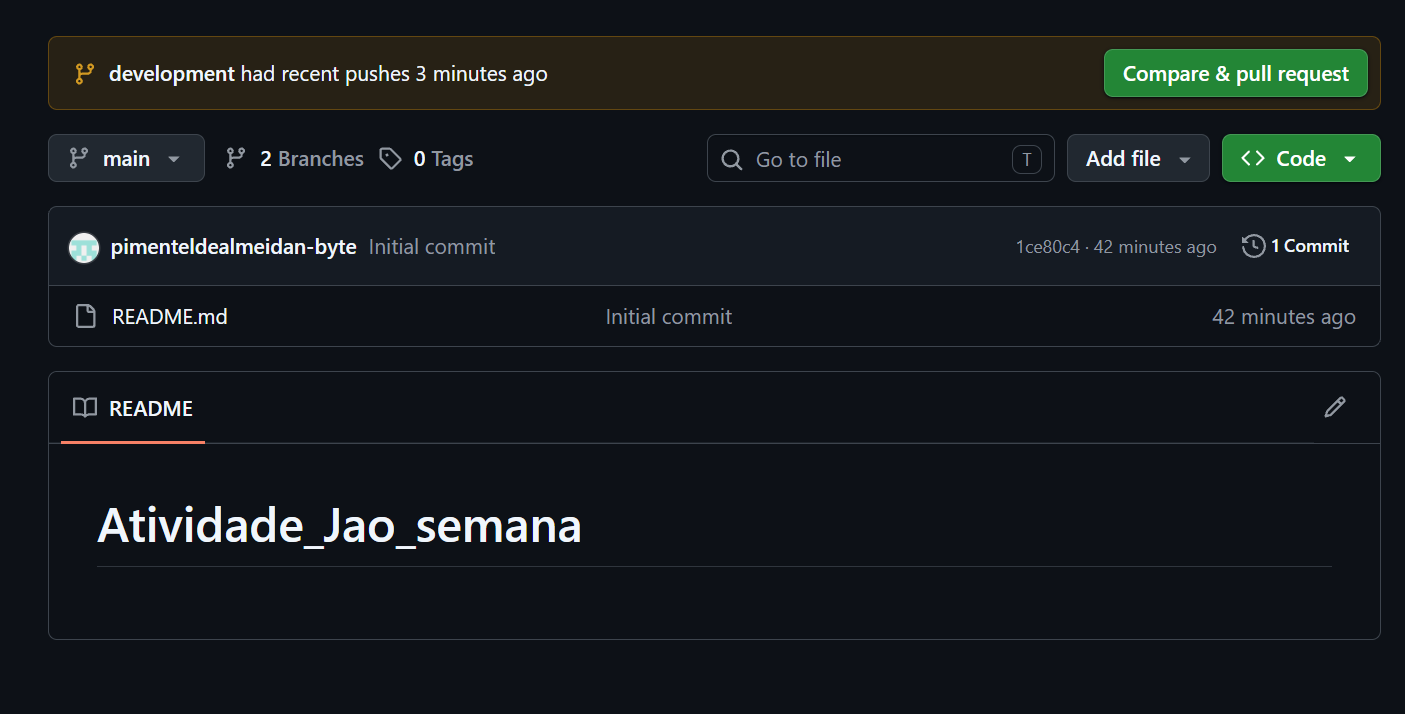 development had recent pushes 3 minutes ago
Compare & pull request
main
2 Branches
0 Tags
Go to file
T
Add file
<> Code
pimenteldealmeidan-byte Initial commit
1ce80c4 · 42 minutes ago
1 Commit
README.md
Initial commit
42 minutes ago
README
Atividade_Jao_semana